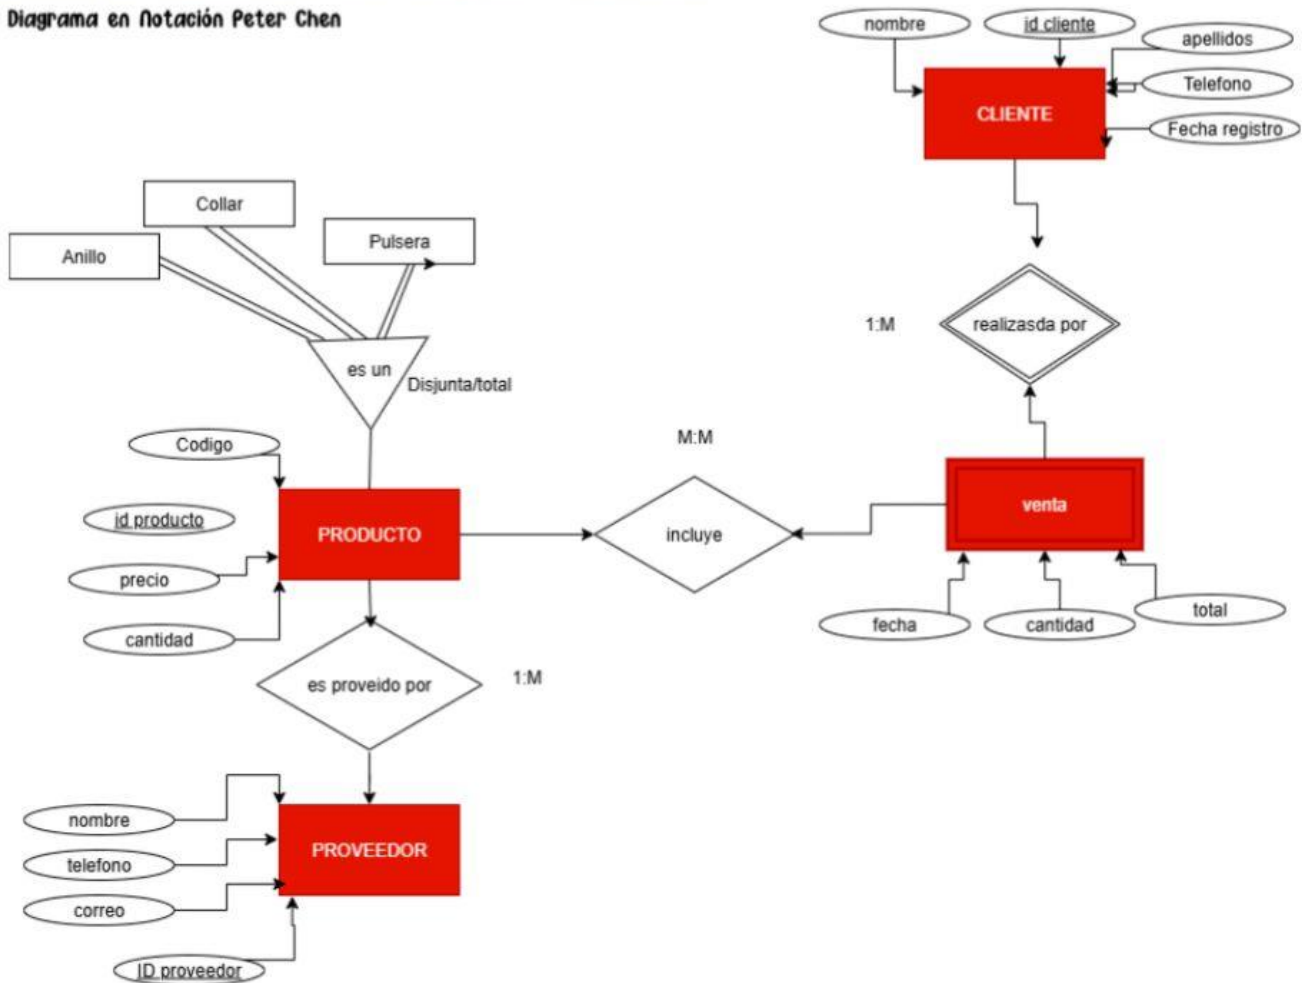 Diagrama en Notación Peter Chen
nombre
id cliente
apellidos
Telefono
CLIENTE
Fecha registro
Collar
Pulsera
Anillo
realizasda por
1:M
es un
Disjunta/total
M:M
Codigo
id producto
PRODUCTO
incluye
venta
precio
cantidad
fecha
cantidad
total
es proveido por
1:M
nombre
PROVEEDOR
telefono
correo
ID proveedor